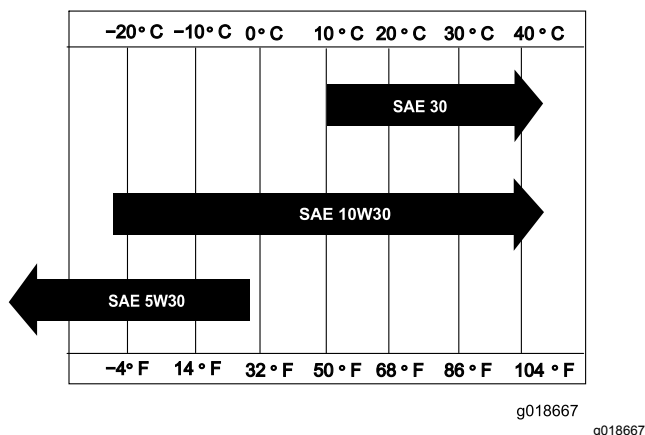 −20° C −10° C 0° C 10° C 20° C 30° C 40° C
SAE 30
SAE 10W30
SAE 5W30
−4° F 14° F 32° F 50° F 68° F 86° F 104° F
g018667
g018667